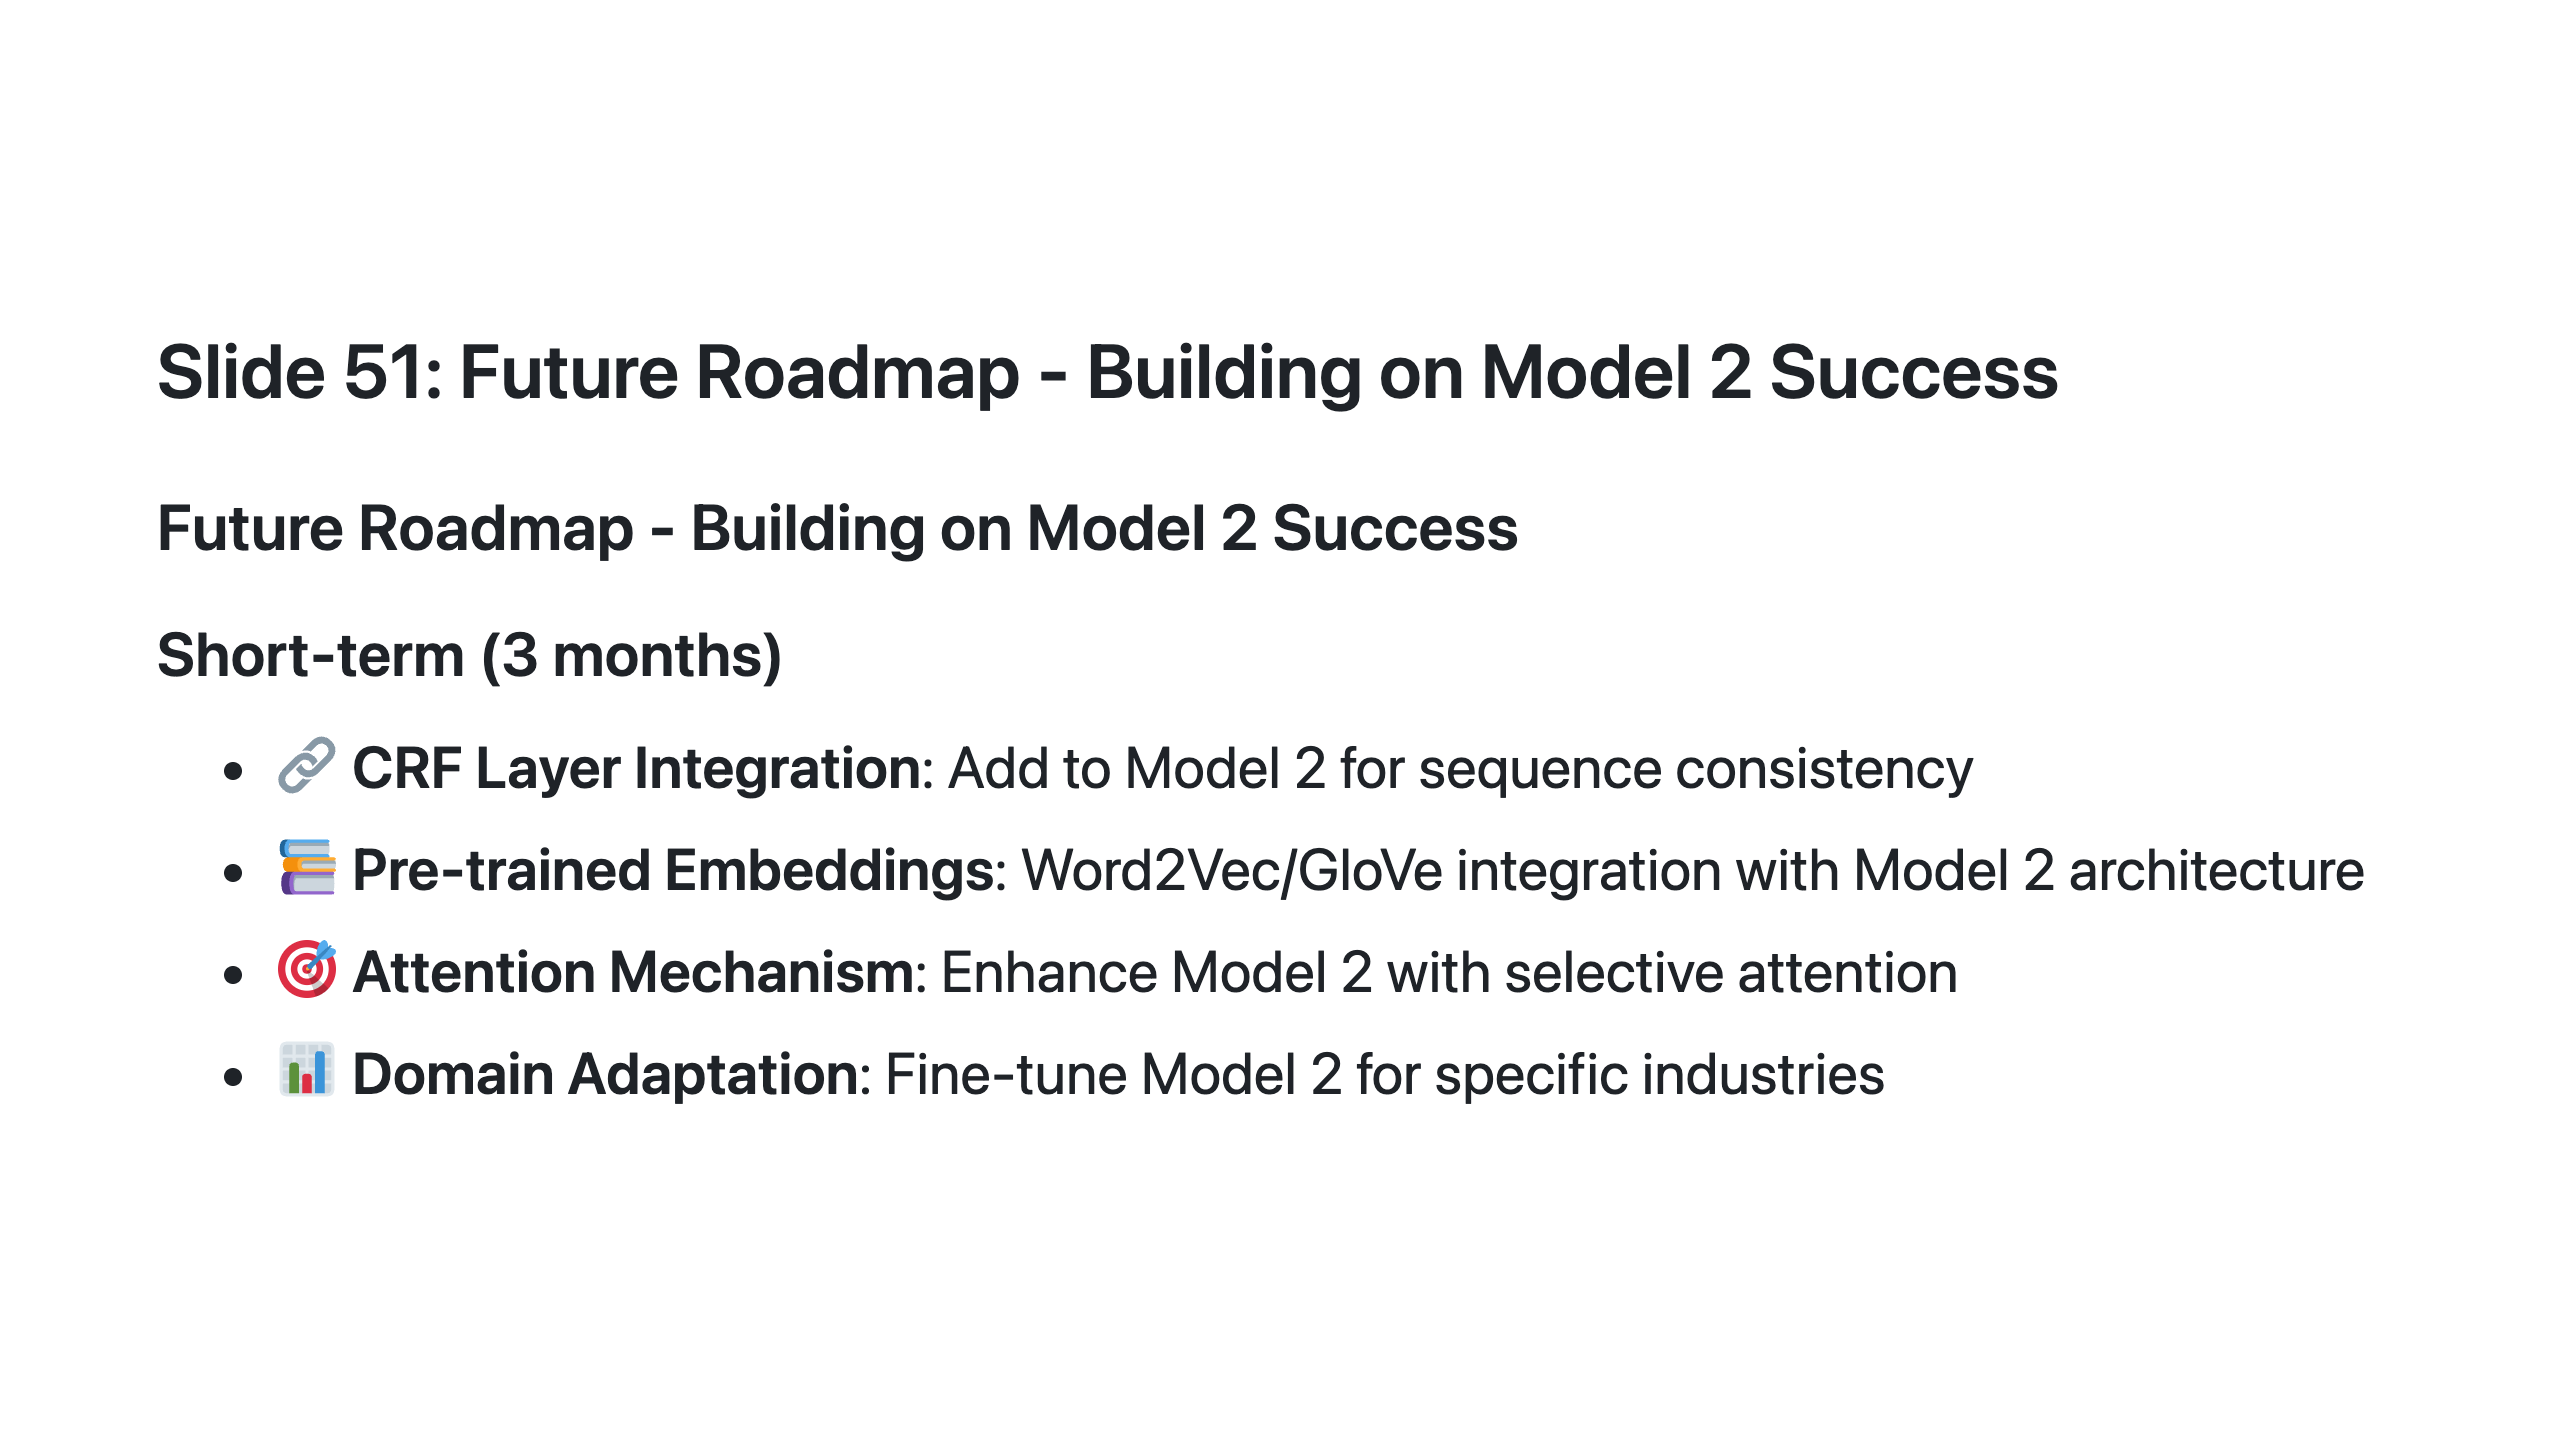 Slide 51: Future Roadmap - Building on Model 2 Success
Future Roadmap - Building on Model 2 Success
Short-term (3 months)
• 🔗 CRF Layer Integration: Add to Model 2 for sequence consistency
• 📚 Pre-trained Embeddings: Word2Vec/GloVe integration with Model 2 architecture
• 🎯 Attention Mechanism: Enhance Model 2 with selective attention
• 📊 Domain Adaptation: Fine-tune Model 2 for specific industries